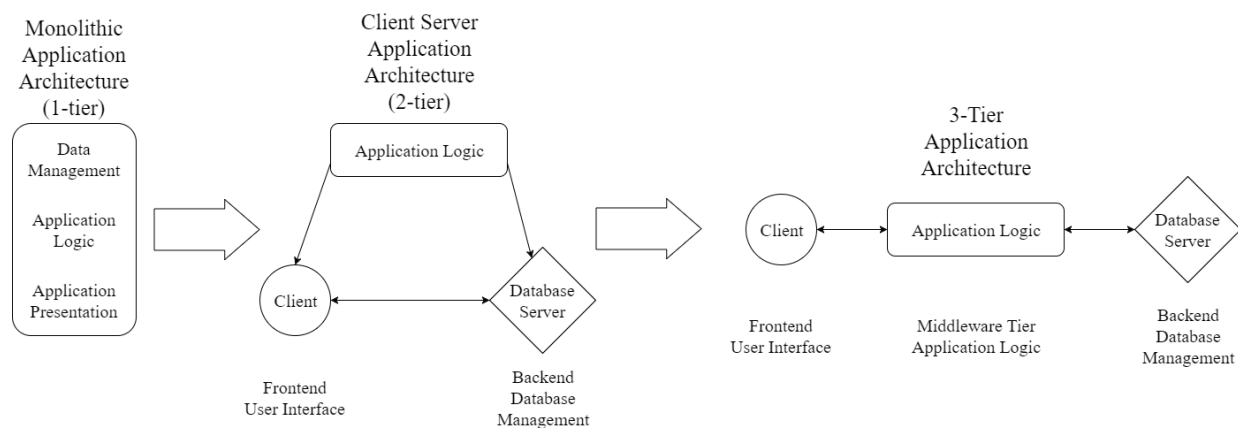 Monolithic
Application
Architecture
(1-tier)
Data
Management
Application
Logic
Application
Presentation
Client Server
Application
Architecture
(2-tier)
Application Logic
Client
Database
Server
Frontend
User Interface
Backend
Database
Management
3-Tier
Application
Architecture
Client
Application Logic
Database
Server
Frontend
User Interface
Middleware Tier
Application Logic
Backend
Database
Management